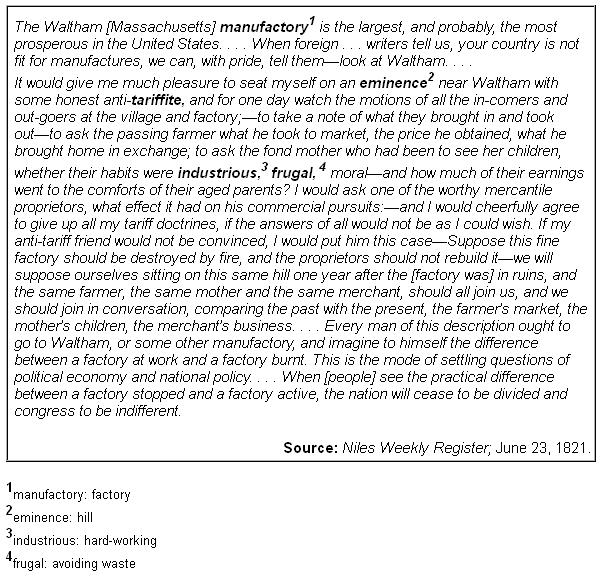 The Waltham [Massachusetts] manufactory1 is the largest, and probably, the most
prosperous in the United States. . . . When foreign . . . writers tell us, your country is not
fit for manufactures, we can, with pride, tell them—look at Waltham. . . .
It would give me much pleasure to seat myself on an eminence2 near Waltham with
some honest anti-tariffite, and for one day watch the motions of all the in-comers and
out-goers at the village and factory;—to take a note of what they brought in and took
out—to ask the passing farmer what he took to market, the price he obtained, what he
brought home in exchange; to ask the fond mother who had been to see her children,
whether their habits were industrious,3 frugal,4 moral—and how much of their earnings
went to the comforts of their aged parents? I would ask one of the worthy mercantile
proprietors, what effect it had on his commercial pursuits:—and I would cheerfully agree
to give up all my tariff doctrines, if the answers of all would not be as I could wish. If my
anti-tariff friend would not be convinced, I would put him this case—Suppose this fine
factory should be destroyed by fire, and the proprietors should not rebuild it—we will
suppose ourselves sitting on this same hill one year after the [factory was] in ruins, and
the same farmer, the same mother and the same merchant, should all join us, and we
should join in conversation, comparing the past with the present, the farmer's market, the
mother's children, the merchant's business. . . . Every man of this description ought to
go to Waltham, or some other manufactory, and imagine to himself the difference
between a factory at work and a factory burnt. This is the mode of settling questions of
political economy and national policy. . . . When [people] see the practical difference
between a factory stopped and a factory active, the nation will cease to be divided and
congress to be indifferent.
Source: Niles Weekly Register, June 23, 1821.
1manufactory: factory
2eminence: hill
3industrious: hard-working
4frugal: avoiding waste